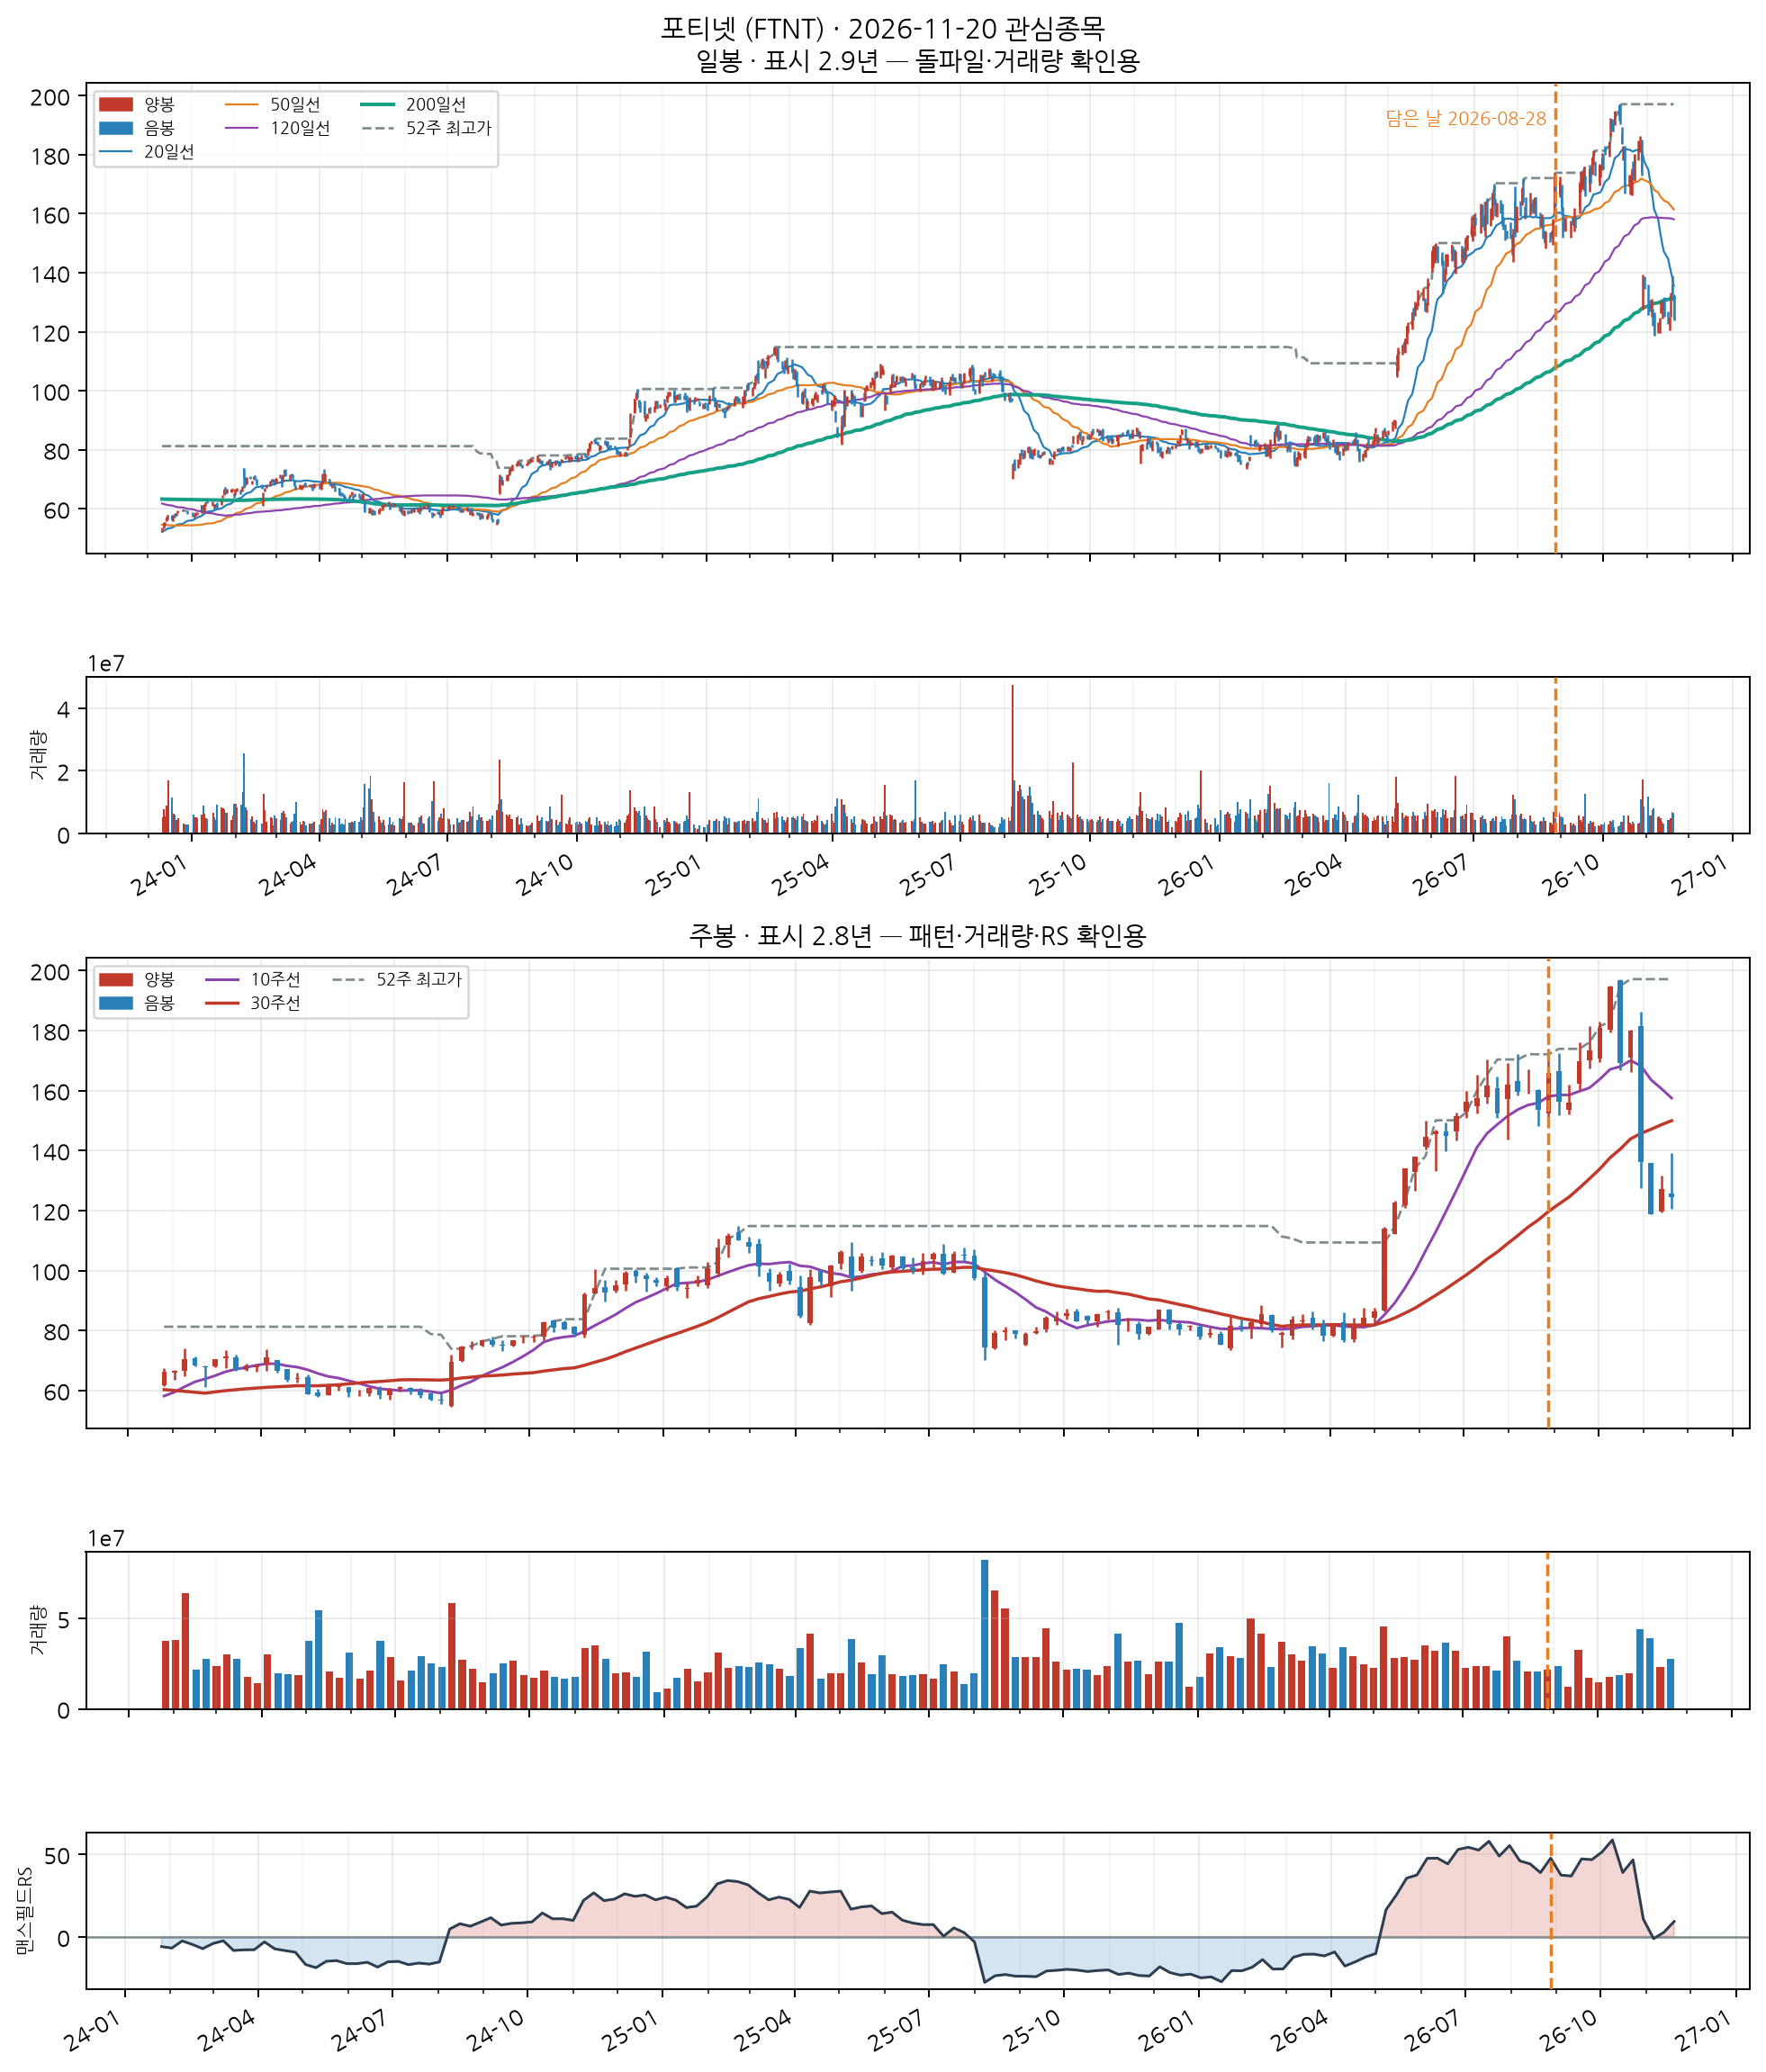 포티넷 (FTNT) · 2026-11-20 관심종목
일봉 · 표시 2.9년 — 돌파일·거래량 확인용
양봉
음봉
20일선
50일선
120일선
200일선
52주 최고가
담은 날 2026-08-28
200
180
160
140
120
100
80
60
1e7
4
2
0
거래량
24-01
24-04
24-07
24-10
25-01
25-04
25-07
25-10
26-01
26-04
26-07
26-10
27-01
주봉 · 표시 2.8년 — 패턴·거래량·RS 확인용
양봉
음봉
10주선
30주선
52주 최고가
200
180
160
140
120
100
80
60
1e7
5
0
거래량
50
0
맨스필드RS
24-01
24-04
24-07
24-10
25-01
25-04
25-07
25-10
26-01
26-04
26-07
26-10
27-01